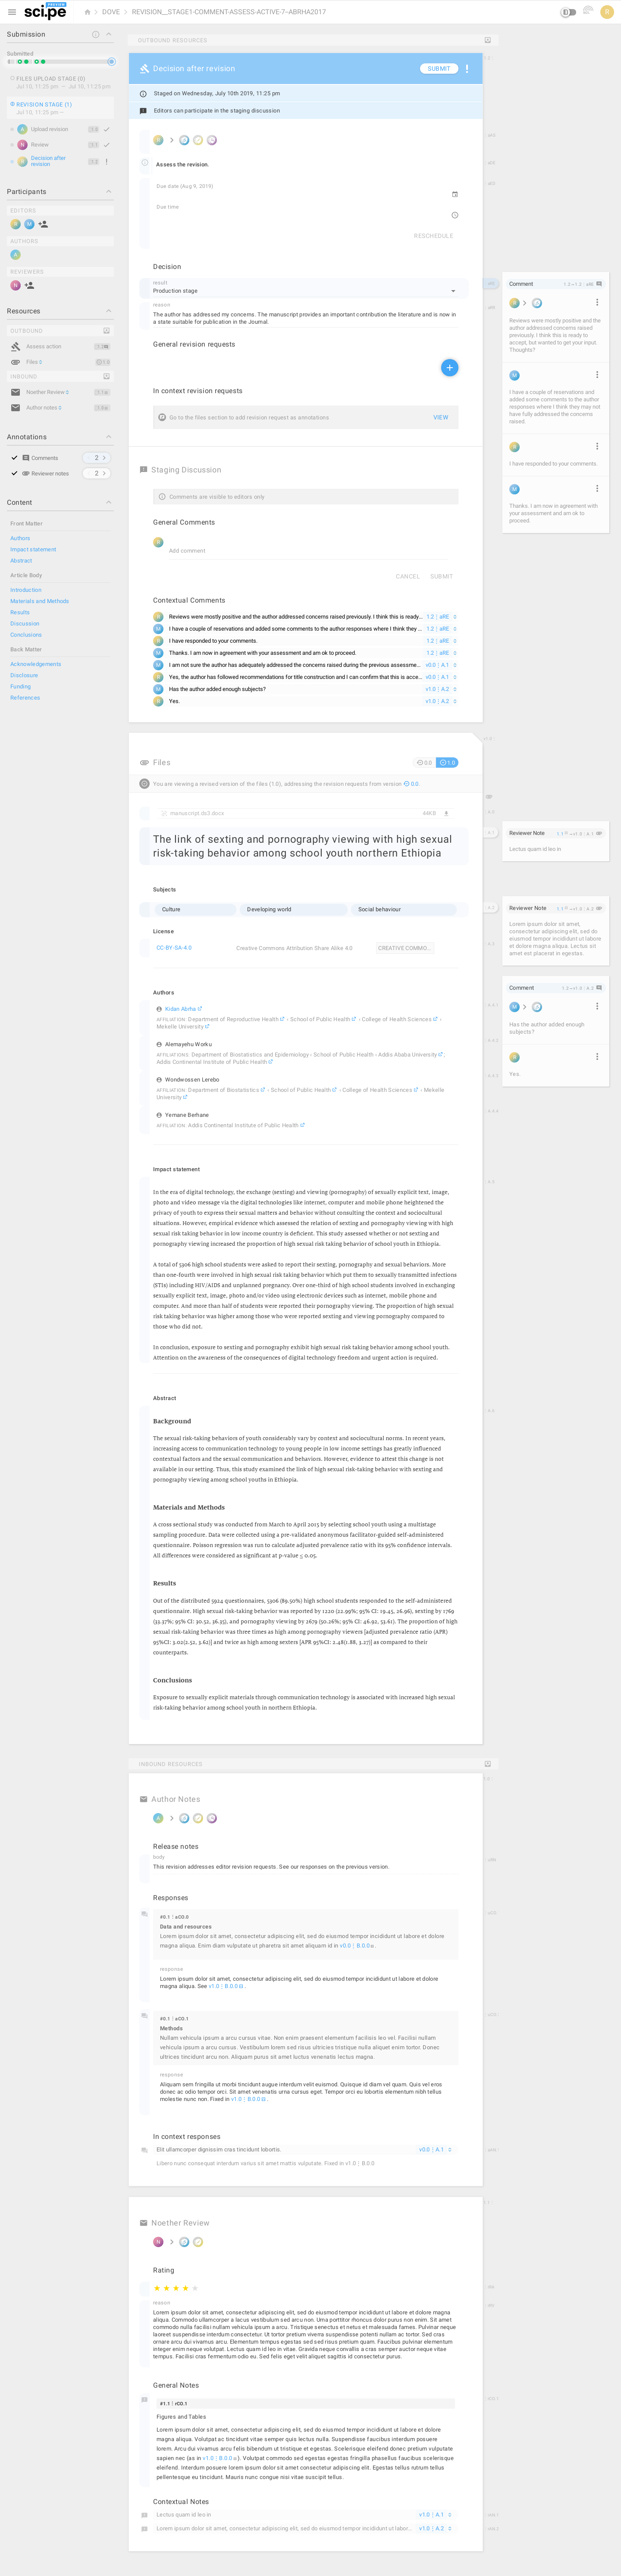 sci.pe
DOVE
REVISION__STAGE1-COMMENT-ASSESS-ACTIVE-7--ABRHA2017
R
Submission
Submitted
FILES UPLOAD STAGE (0)
Jul 10, 11:25 pm — Jul 10, 11:25 pm
REVISION STAGE (1)
Jul 10, 11:25 pm —
Upload revision
Review
Decision after
revision
Participants
EDITORS
AUTHORS
REVIEWERS
Resources
OUTBOUND
Assess action
Files
INBOUND
Noether Review
Author notes
Annotations
Comments 2
Reviewer notes 2
Content
Front Matter
Authors
Impact statement
Abstract
Article Body
Introduction
Materials and Methods
Results
Discussion
Conclusions
Back Matter
Acknowledgements
Disclosure
Funding
References
OUTBOUND RESOURCES
Decision after revision
SUBMIT
Staged on Wednesday, July 10th 2019, 11:25 pm
Editors can participate in the staging discussion
Assess the revision.
Due date (Aug 9, 2019)
Due time
RESCHEDULE
Decision
result
Production stage
reason
The author has addressed my concerns. The manuscript provides an important contribution the literature and is now in
a state suitable for publication in the Journal.
General revision requests
In context revision requests
Go to the files section to add revision request as annotations
VIEW
Staging Discussion
Comments are visible to editors only
General Comments
Add comment
CANCEL SUBMIT
Contextual Comments
Reviews were mostly positive and the author addressed concerns raised previously. I think this is ready... 1.2 | aRE
I have a couple of reservations and added some comments to the author responses where I think they ... 1.2 | aRE
I have responded to your comments. 1.2 | aRE
Thanks. I am now in agreement with your assessment and am ok to proceed. 1.2 | aRE
I am not sure the author has adequately addressed the concerns raised during the previous assessme... v0.0 | A.1
Yes, the author has followed recommendations for title construction and I can confirm that this is acce... v0.0 | A.1
Has the author added enough subjects? v1.0 | A.2
Yes. v1.0 | A.2
Comment
Reviews were mostly positive and the
author addressed concerns raised
previously. I think this is ready to
accept, but wanted to get your input.
Thoughts?
I have a couple of reservations and
added some comments to the author
responses where I think they may not
have fully addressed the concerns
raised.
I have responded to your comments.
Thanks. I am now in agreement with
your assessment and am ok to
proceed.
Files
0.0
1.0
You are viewing a revised version of the files (1.0), addressing the revision requests from version 0.0.
manuscript.ds3.docx
44KB
The link of sexting and pornography viewing with high sexual
risk-taking behavior among school youth northern Ethiopia
Subjects
Culture
Developing world
Social behaviour
License
CC-BY-SA-4.0
Creative Commons Attribution Share Alike 4.0
CREATIVE COMMO...
Authors
Kidan Abrha
AFFILIATION Department of Reproductive Health - School of Public Health - College of Health Sciences -
Mekelle University
Alemayehu Worku
AFFILIATIONS Department of Biostatistics and Epidemiology - School of Public Health - Addis Ababa University,
Addis Continental Institute of Public Health
Wondwossen Lerebo
AFFILIATION Department of Biostatistics - School of Public Health - College of Health Sciences - Mekelle
University
Yemane Berhane
AFFILIATION Addis Continental Institute of Public Health
Impact statement
In the era of digital technology, the exchange (sexting) and viewing (pornography) of sexually explicit text, image,
photo and video message via the digital technologies like internet, computer and mobile phone heightened the
privacy of youth to express their sexual matters and behavior without consulting the context and sociocultural
situations. However, empirical evidence which assessed the relation of sexting and pornography viewing with high
sexual risk taking behavior in low income country is deficient. This study assessed whether or not sexting and
pornography viewing increased the proportion of high sexual risk taking behavior of school youth in Ethiopia.
A total of 5306 high school students were asked to report their sexting, pornography and sexual behaviors. More
than one-fourth were involved in high sexual risk taking behavior which put them to sexually transmitted infections
(STIs) including HIV/AIDS and unplanned pregnancy. Over one-third of high school students involved in exchanging
sexually explicit text, image, photo and/or video using electronic devices such as internet, mobile phone and
computer. And more than half of students were reported their pornography viewing. The proportion of high sexual
risk taking behavior was higher among those who were reported sexting and viewing pornography compared to
those who did not.
In conclusion, exposure to sexting and pornography exhibit high sexual risk taking behavior among school youth.
Attention on the awareness of the consequences of digital technology freedom and urgent action is required.
Abstract
Background
The sexual risk-taking behaviors of youth considerably vary by context and sociocultural norms. In recent years,
increasing access to communication technology to young people in low income settings has greatly influenced
contextual factors and the sexual communication and behaviors. However, evidence to attest this change is not
available in our setting. Thus, this study examined the link of high sexual risk-taking behavior with sexting and
pornography viewing among school youths in Ethiopia.
Materials and Methods
A cross sectional study was conducted from March to April 2015 by selecting school youth using a multistage
sampling procedure. Data were collected using a pre-validated anonymous facilitator-guided self-administered
questionnaire. Poisson regression was run to calculate adjusted prevalence ratio with its 95% confidence intervals.
All differences were considered as significant at p-value ≤ 0.05.
Results
Out of the distributed 5924 questionnaires, 5306 (89.57%) high school students responded to the self-administered
questionnaire. High sexual risk-taking behavior was reported by 1220 (22.99%; 95% CI: 19.45, 26.96), sexting by 1769
(33.37%; 95% CI: 30.52, 36.35), and pornography viewing by 2679 (50.26%; 95% CI: 46.92, 53.61). The proportion of high
sexual risk-taking behavior was three times as high among pornography viewers [adjusted prevalence ratio (APR)
95%CI: 3.02(2.52, 3.62)] and twice as high among sexters [APR 95%CI: 2.48(1.88, 3.27)] as compared to their
counterparts.
Conclusions
Exposure to sexually explicit materials through communication technology is associated with increased high sexual
risk-taking behavior among school youth in northern Ethiopia.
Reviewer Note
Lectus quam id leo in
Reviewer Note
Lorem ipsum dolor sit amet,
consectetur adipiscing elit, sed do
eiusmod tempor incididunt ut labore
et dolore magna aliqua. Lectus sit
amet est placerat in egestas.
Comment
Has the author added enough
subjects?
Yes.
INBOUND RESOURCES
Author Notes
Release notes
body
This revision addresses editor revision requests. See our responses on the previous version.
Responses
#0.1 | aCO.0
Data and resources
Lorem ipsum dolor sit amet, consectetur adipiscing elit, sed do eiusmod tempor incididunt ut labore et dolore
magna aliqua. Enim diam vulputate ut pharetra sit amet aliquam id in v0.0 | B.0.0.
response
Lorem ipsum dolor sit amet, consectetur adipiscing elit, sed do eiusmod tempor incididunt ut labore et dolore
magna aliqua. See v1.0 | B.0.0.
#0.1 | aCO.1
Methods
Nullam vehicula ipsum a arcu cursus vitae. Non enim praesent elementum facilisis leo vel. Facilisi nullam
vehicula ipsum a arcu cursus. Vestibulum lorem sed risus ultricies tristique nulla aliquet enim tortor. Donec
ultrices tincidunt arcu non. Aliquam purus sit amet luctus venenatis lectus magna.
response
Aliquam sem fringilla ut morbi tincidunt augue interdum velit euismod. Quisque id diam vel quam. Quis vel eros
donec ac odio tempor orci. Sit amet venenatis urna cursus eget. Tempor orci eu lobortis elementum nibh tellus
molestie nunc non. Fixed in v1.0 | B.0.0.
In context responses
Elit ullamcorper dignissim cras tincidunt lobortis. v0.0 | A.1
Libero nunc consequat interdum varius sit amet mattis vulputate. Fixed in v1.0 | B.0.0
Noether Review
Rating
reason
Lorem ipsum dolor sit amet, consectetur adipiscing elit, sed do eiusmod tempor incididunt ut labore et dolore magna
aliqua. Commodo ullamcorper a lacus vestibulum sed arcu non. Urna porttitor rhoncus dolor purus non enim. Sit amet
commodo nulla facilisi nullam vehicula ipsum a arcu. Tristique senectus et netus et malesuada fames. Pulvinar neque
laoreet suspendisse interdum consectetur. Ut tortor pretium viverra suspendisse potenti nullam ac tortor. Sed cras
ornare arcu dui vivamus arcu. Elementum tempus egestas sed sed risus pretium quam. Faucibus pulvinar elementum
integer enim neque volutpat. Lectus quam id leo in vitae. Gravida neque convallis a cras semper auctor neque vitae
tempus. Facilisi cras fermentum odio eu. Sed felis eget velit aliquet sagittis id consectetur purus.
General Notes
#1.1 | rCO.1
Figures and Tables
Lorem ipsum dolor sit amet, consectetur adipiscing elit, sed do eiusmod tempor incididunt ut labore et dolore
magna aliqua. Volutpat ac tincidunt vitae semper quis lectus nulla. Suspendisse faucibus interdum posuere
lorem. Arcu dui vivamus arcu felis bibendum ut tristique et egestas. Scelerisque eleifend donec pretium vulputate
sapien nec (as in v1.0 | B.0.0). Volutpat commodo sed egestas egestas fringilla phasellus faucibus scelerisque
eleifend. Interdum posuere lorem ipsum dolor sit amet consectetur adipiscing elit. Egestas tellus rutrum tellus
pellentesque eu tincidunt. Mauris nunc congue nisi vitae suscipit tellus.
Contextual Notes
Lectus quam id leo in. v1.0 | A.1
Lorem ipsum dolor sit amet, consectetur adipiscing elit, sed do eiusmod tempor incididunt ut labor... v1.0 | A.2